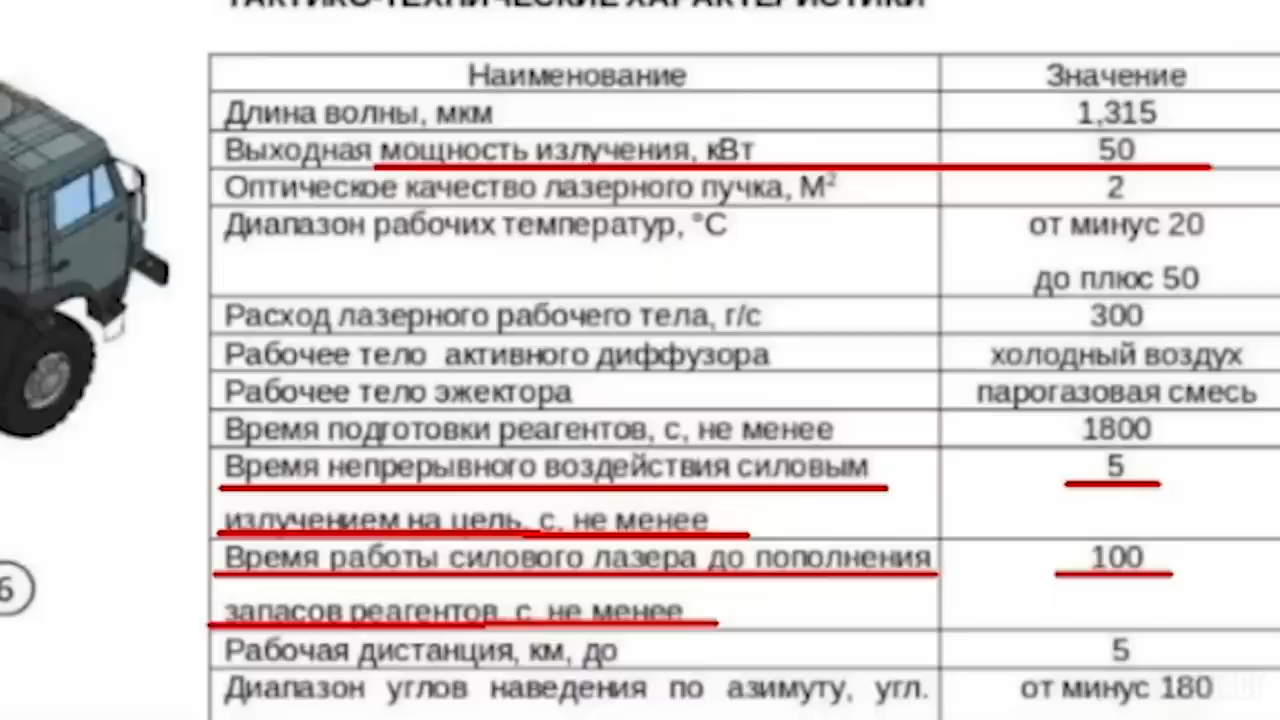 ТАКТИКО-ТЕХНИЧЕСКИЕ ХАРАКТЕРИСТИКИ
Наименование Значение
Длина волны, мкм 1,315
Выходная мощность излучения, кВт 50
Оптическое качество лазерного пучка, М² 2
Диапазон рабочих температур, °С от минус 20
до плюс 50
Расход лазерного рабочего тела, г/с 300
Рабочее тело активного диффузора холодный воздух
Рабочее тело эжектора парогазовая смесь
Время подготовки реагентов, с, не менее 1800
Время непрерывного воздействия силовым 5
излучением на цель, с, не менее
Время работы силового лазера до пополнения 100
запасов реагентов, с, не менее
6
Рабочая дистанция, км, до 5
Диапазон углов наведения по азимуту, угл. от минус 180